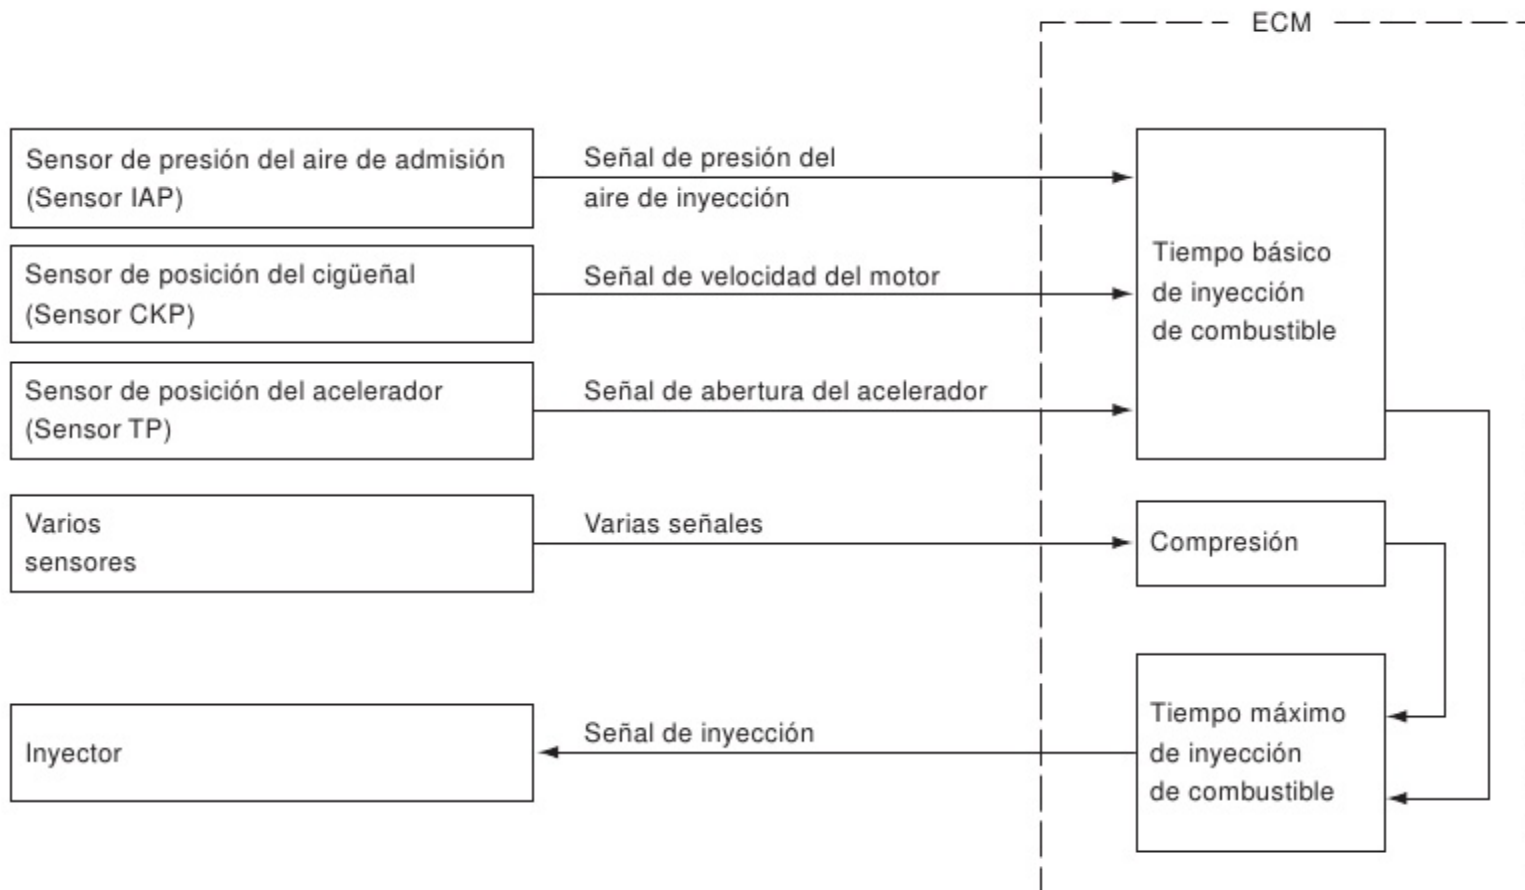 ECM
Sensor de presión del aire de admisión
(Sensor IAP)
Señal de presión del
aire de inyección
Sensor de posición del cigüeñal
(Sensor CKP)
Señal de velocidad del motor
Tiempo básico
de inyección
de combustible
Sensor de posición del acelerador
(Sensor TP)
Señal de abertura del acelerador
Varios
sensores
Varias señales
Compresión
Inyector
Señal de inyección
Tiempo máximo
de inyección
de combustible